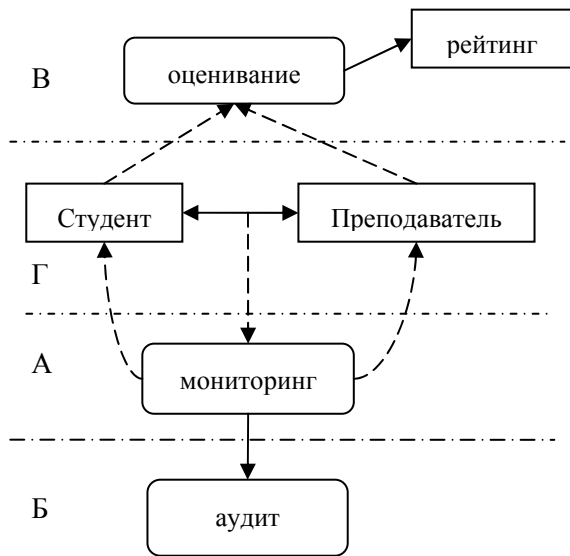 рейтинг
оценивание
В
Студент
Преподаватель
Г
А
мониторинг
Б
аудит